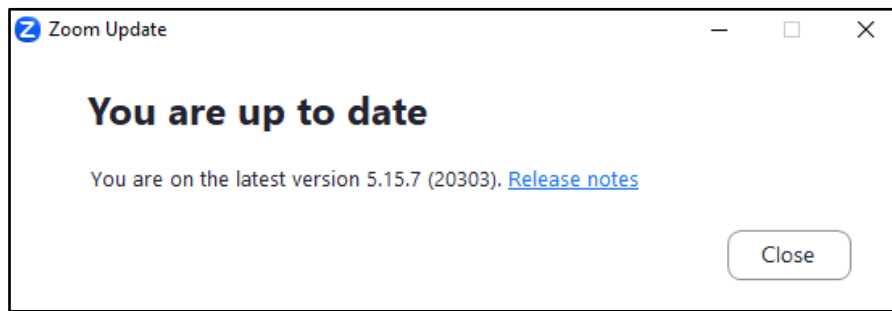 Zoom Update
You are up to date
You are on the latest version 5.15.7 (20303). Release notes
Close